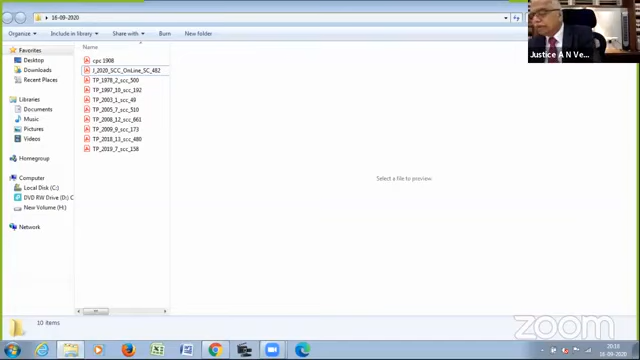 16-09-2020
Organize
Include in library
Share with
Burn
New folder
Justice A N Ve...
Favorites
Desktop
Downloads
Recent Places
Libraries
Documents
Music
Pictures
Videos
Homegroup
Computer
Local Disk (C:)
DVD RW Drive (D:) C
New Volume (H:)
Network
Name
cpc 1908
J_2020_SCC_OnLine_SC_482
TP_1978_2_scc_500
TP_1997_10_scc_192
TP_2003_1_scc_49
TP_2005_7_scc_510
TP_2008_12_scc_661
TP_2009_9_scc_173
TP_2018_13_scc_480
TP_2019_7_scc_158
Select a file to preview.
10 items
zoom
20:19
16-09-2020